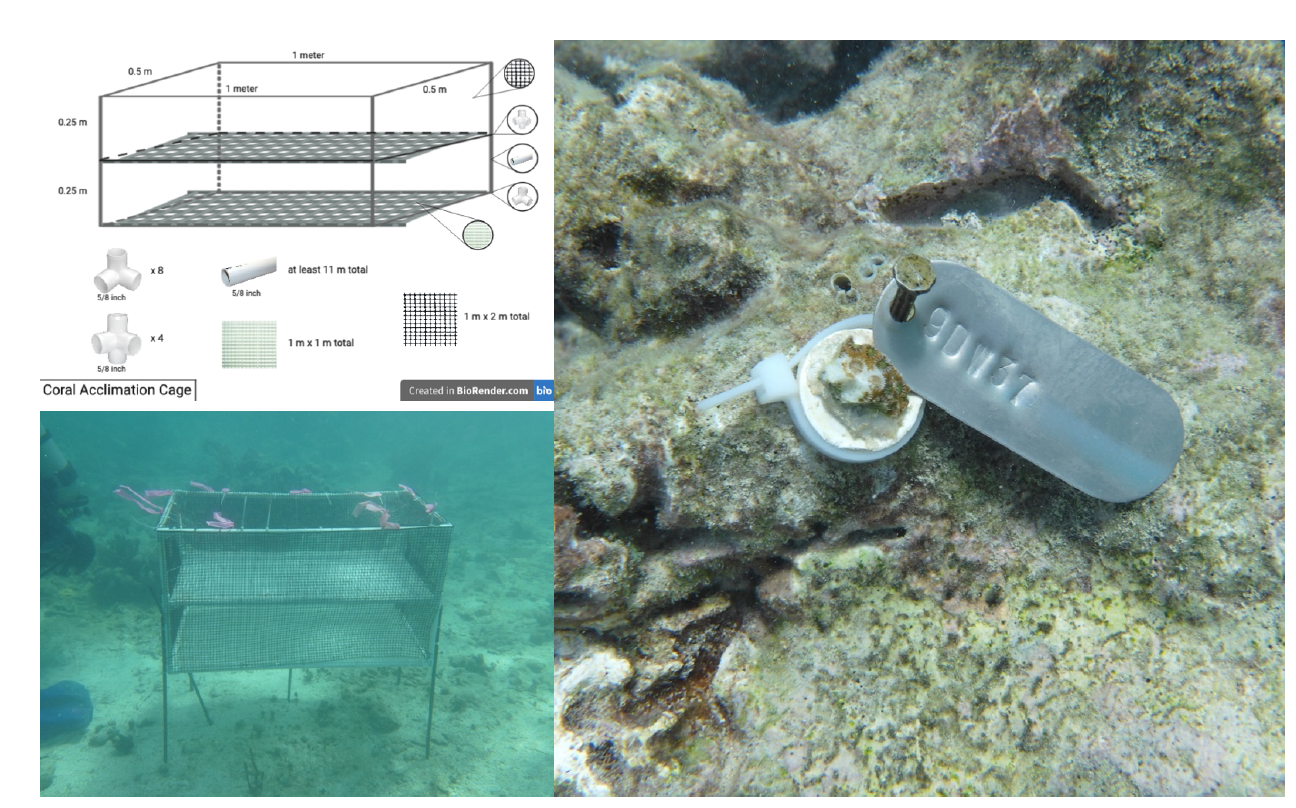 1 meter
0.5 m
1 meter
0.5 m
0.25 m
0.25 m
x 8
5/8 inch
at least 11 m total
5/8 inch
1 m x 2 m total
x 4
5/8 inch
1 m x 1 m total
Coral Acclimation Cage
Created in BioRender.com bio